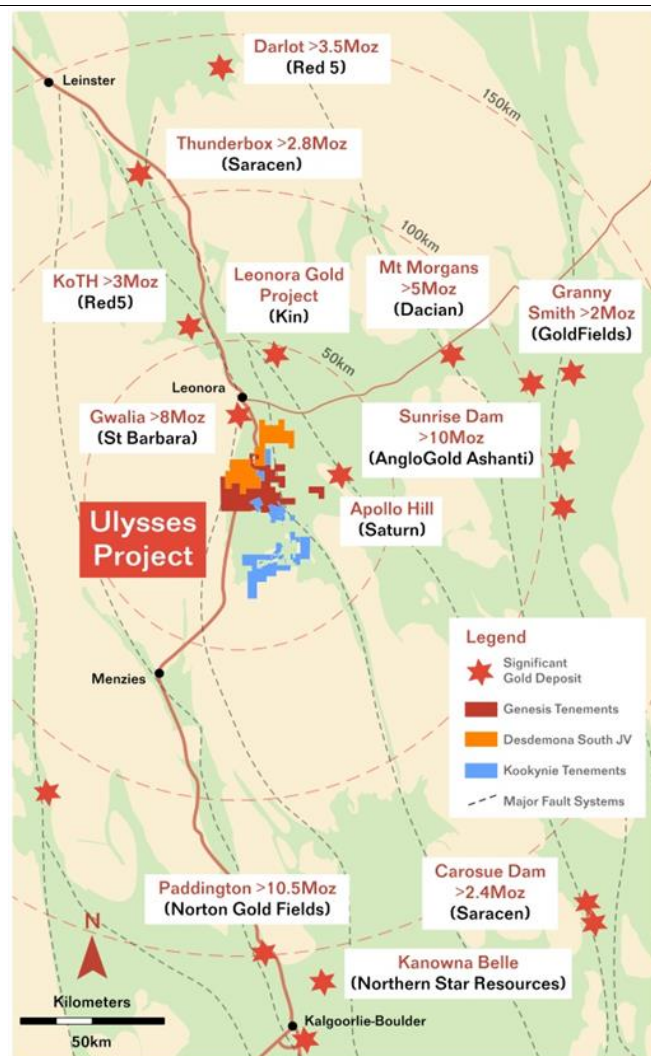 Darlot >3.5Moz
(Red 5)
Leinster
150km
Thunderbox >2.8Moz
(Saracen)
100km
KoTH >3Moz
(Red5)
Leonora Gold
Project
(Kin)
Mt Morgans
>5Moz
(Dacian)
Granny
Smith >2Moz
(GoldFields)
50km
Leonora
Gwalia >8Moz
(St Barbara)
Sunrise Dam
>10Moz
(AngloGold Ashanti)
Apollo Hill
(Saturn)
Ulysses
Project
Legend
Significant
Gold Deposit
Genesis Tenements
Desdemona South JV
Kookynie Tenements
Major Fault Systems
Menzies
Paddington >10.5Moz
(Norton Gold Fields)
Carosue Dam
>2.4Moz
(Saracen)
N
Kanowna Belle
(Northern Star Resources)
Kilometers
50km
Kalgoorlie-Boulder